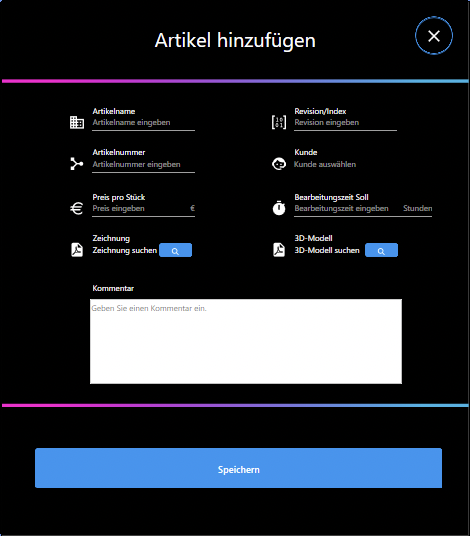 Artikel hinzufügen
Artikelname
Artikelname eingeben
Revision/Index
Revision eingeben
Artikelnummer
Artikelnummer eingeben
Kunde
Kunde auswählen
Preis pro Stück
Preis eingeben €
Bearbeitungszeit Soll
Bearbeitungszeit eingeben Stunden
Zeichnung
Zeichnung suchen
3D-Modell
3D-Modell suchen
Kommentar
Geben Sie einen Kommentar ein.
Speichern